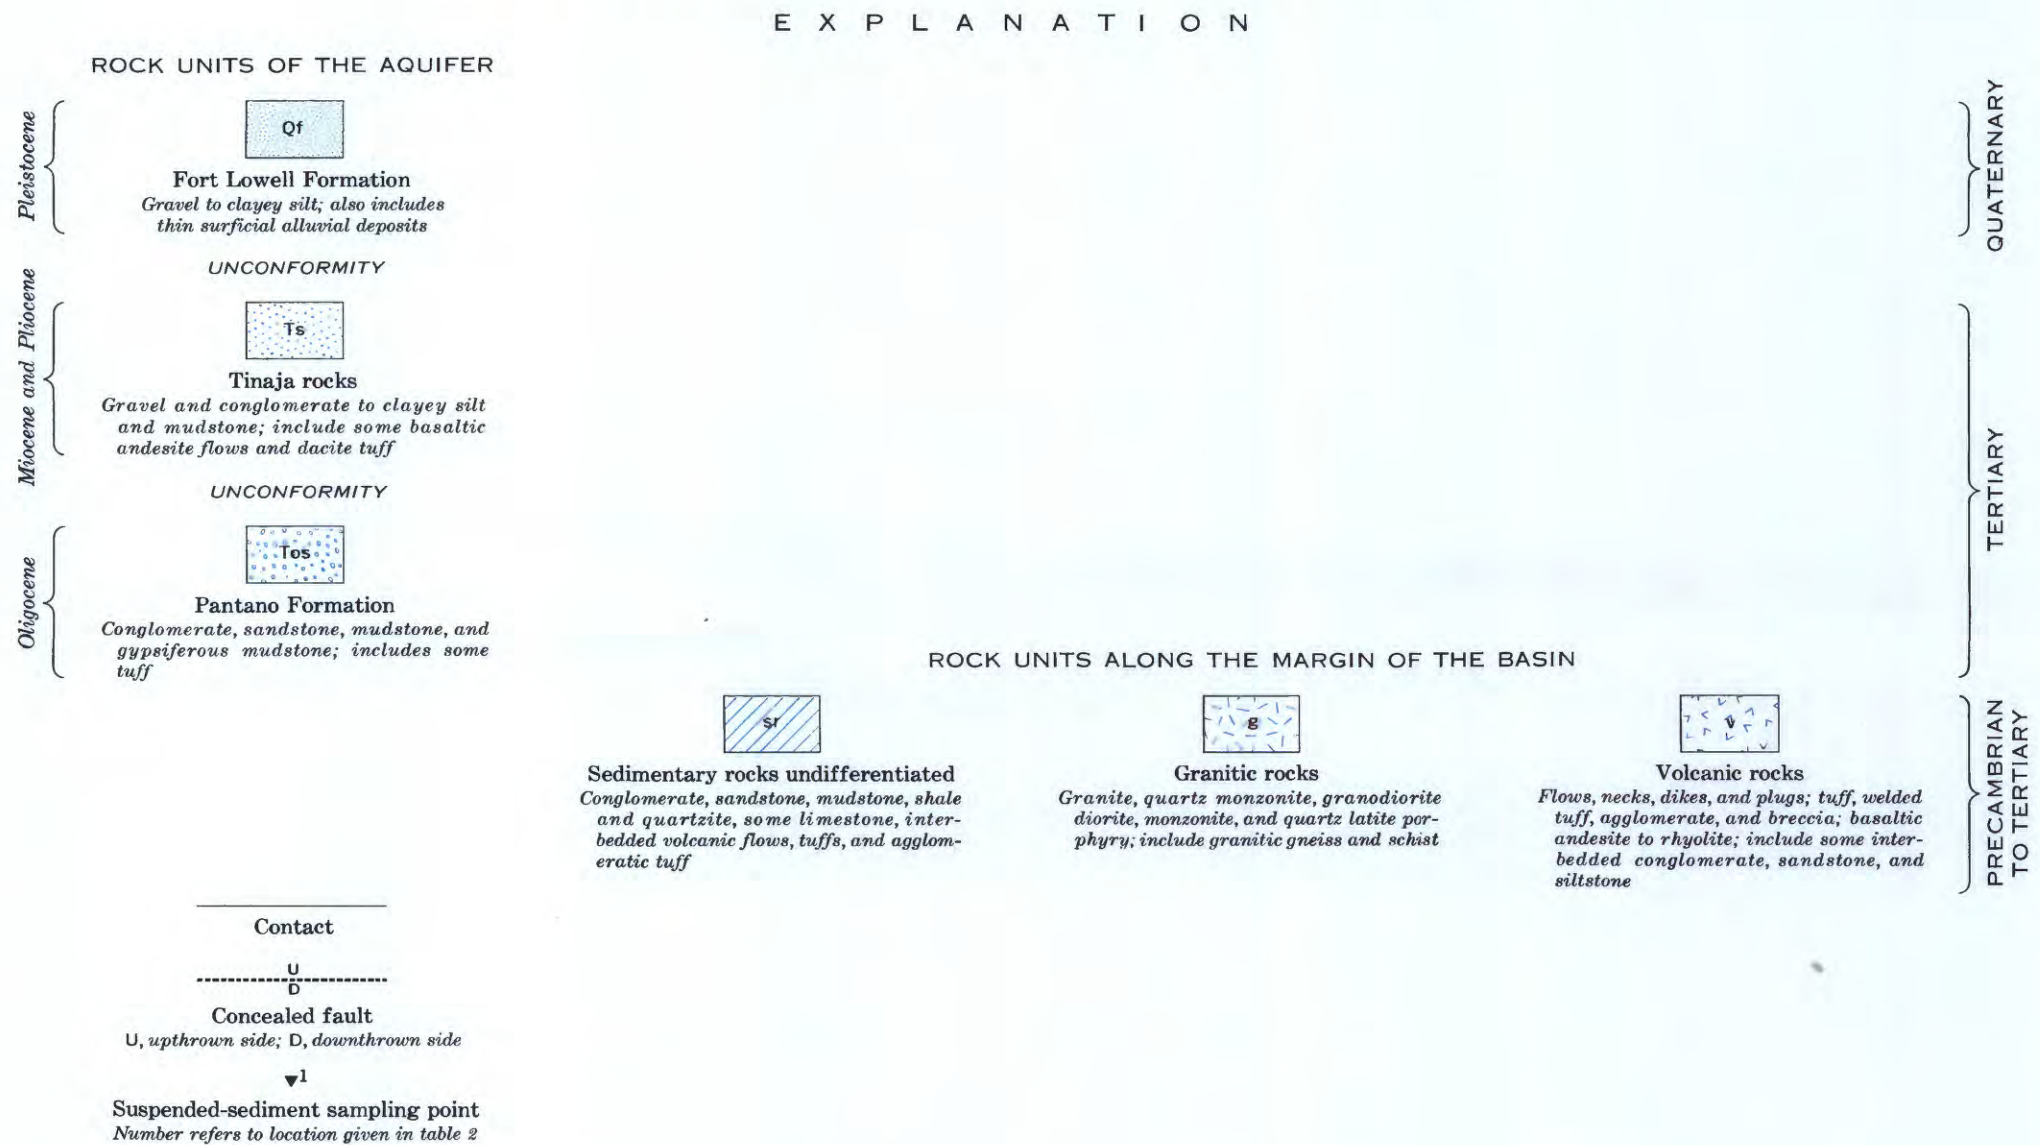 EXPLANATION
ROCK UNITS OF THE AQUIFER
Pleistocene
Qf
Fort Lowell Formation
Gravel to clayey silt; also includes
thin surficial alluvial deposits
QUATERNARY
UNCONFORMITY
Miocene and Pliocene
Ts
Tinaja rocks
Gravel and conglomerate to clayey silt
and mudstone; include some basaltic
andesite flows and dacite tuff
UNCONFORMITY
TERTIARY
Oligocene
Tos
Pantano Formation
Conglomerate, sandstone, mudstone, and
gypsiferous mudstone; includes some
tuff
ROCK UNITS ALONG THE MARGIN OF THE BASIN
sr
Sedimentary rocks undifferentiated
Conglomerate, sandstone, mudstone, shale
and quartzite, some limestone, inter-
bedded volcanic flows, tuffs, and agglom-
eratic tuff
g
Granitic rocks
Granite, quartz monzonite, granodiorite
diorite, monzonite, and quartz latite por-
phyry; include granitic gneiss and schist
v
Volcanic rocks
Flows, necks, dikes, and plugs; tuff, welded
tuff, agglomerate, and breccia; basaltic
andesite to rhyolite; include some inter-
bedded conglomerate, sandstone, and
siltstone
PRECAMBRIAN
TO TERTIARY
Contact
U
D
Concealed fault
U, upthrown side; D, downthrown side
▼1
Suspended-sediment sampling point
Number refers to location given in table 2